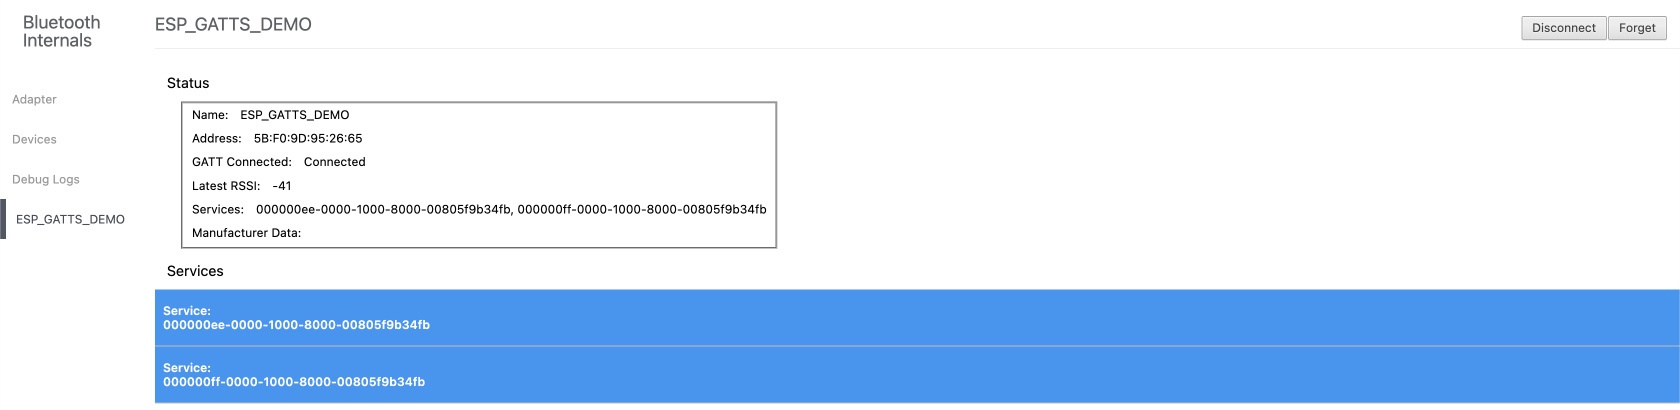 Bluetooth
Internals
ESP_GATTS_DEMO
Disconnect
Forget
Adapter
Devices
Debug Logs
ESP_GATTS_DEMO
Status
Name: ESP_GATTS_DEMO
Address: 5B:F0:9D:95:26:65
GATT Connected: Connected
Latest RSSI: -41
Services: 000000ee-0000-1000-8000-00805f9b34fb, 000000ff-0000-1000-8000-00805f9b34fb
Manufacturer Data:
Services
Service:
000000ee-0000-1000-8000-00805f9b34fb
Service:
000000ff-0000-1000-8000-00805f9b34fb